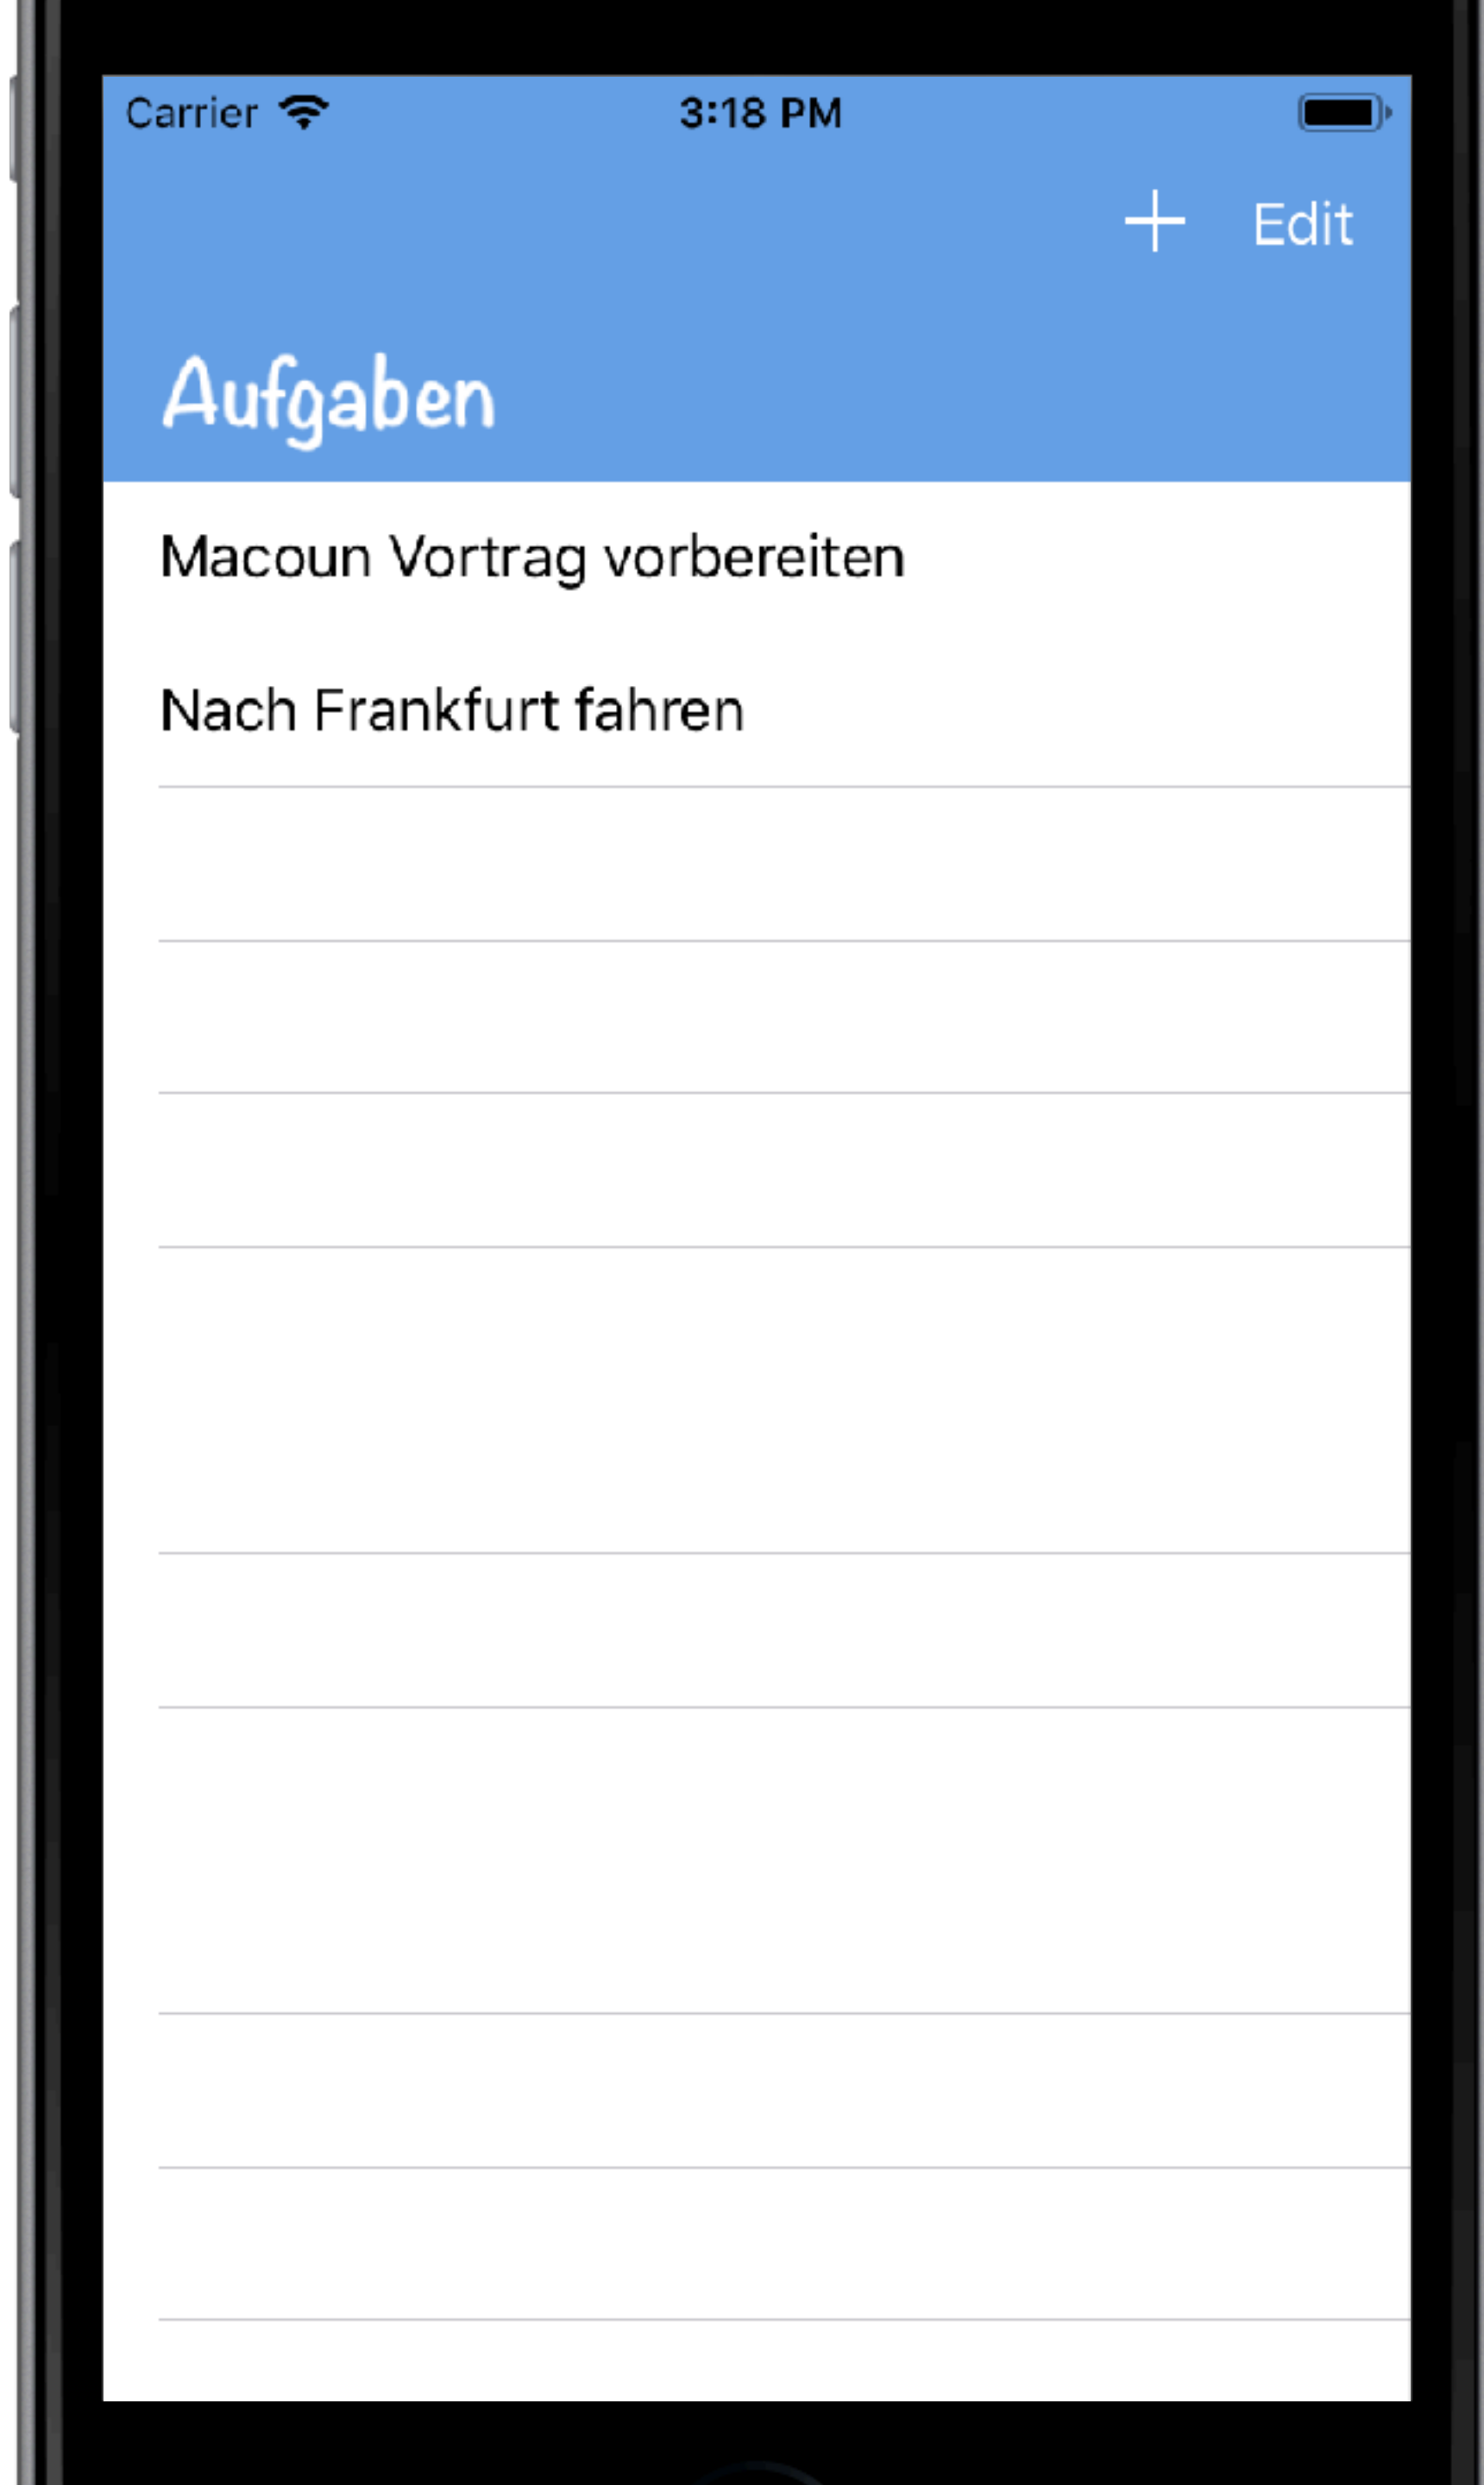 Carrier 3:18 PM
+ Edit
Aufgaben
Macoun Vortrag vorbereiten
Nach Frankfurt fahren